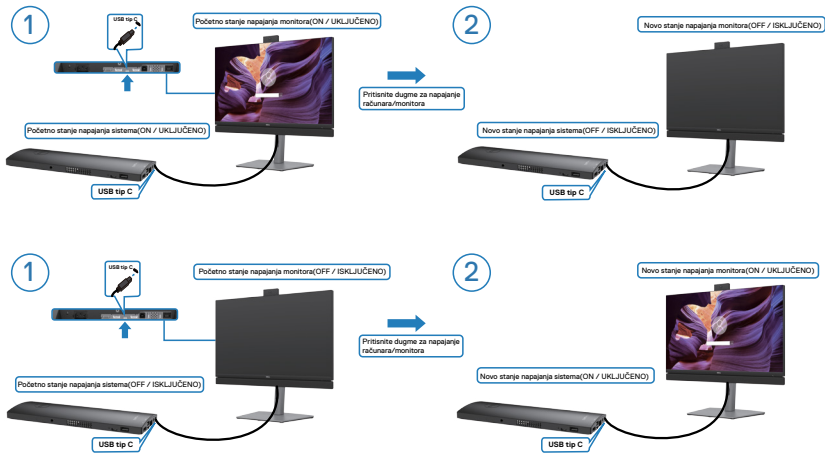 1
USB tip C
Početno stanje napajanja monitora(ON / UKLJUČENO)
Početno stanje napajanja sistema(ON / UKLJUČENO)
USB tip C
Pritisnite dugme za napajanje
računara/monitora
2
Novo stanje napajanja monitora(OFF / ISKLJUČENO)
Novo stanje napajanja sistema(OFF / ISKLJUČENO)
USB tip C
1
USB tip C
Početno stanje napajanja monitora(OFF / ISKLJUČENO)
Početno stanje napajanja sistema(OFF / ISKLJUČENO)
USB tip C
Pritisnite dugme za napajanje
računara/monitora
2
Novo stanje napajanja monitora(ON / UKLJUČENO)
Novo stanje napajanja sistema(ON / UKLJUČENO)
USB tip C